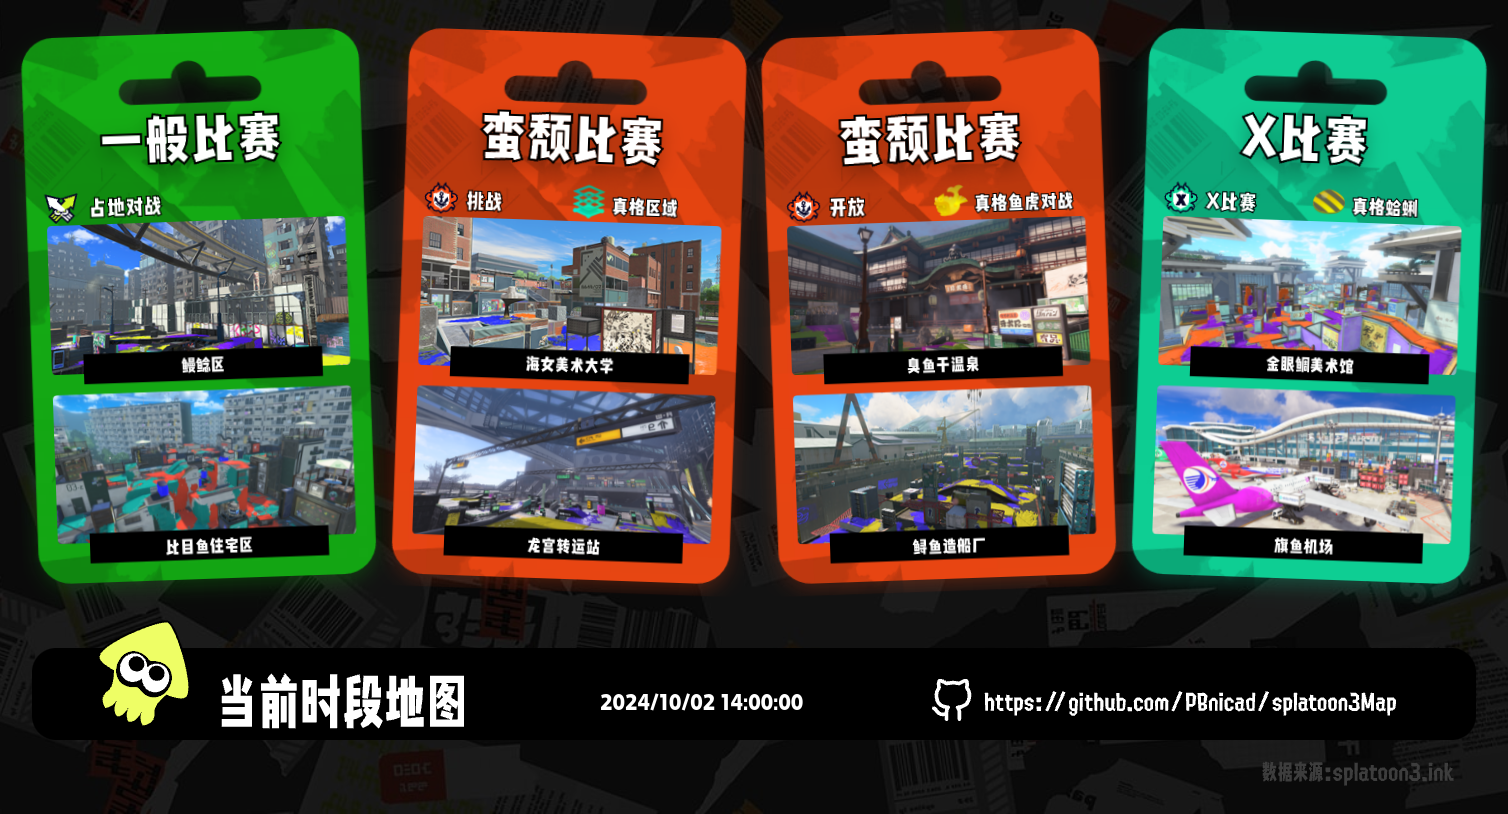 一般比赛
占地对战
鳗鲶区
比目鱼住宅区
蛮颓比赛
挑战
真格区域
海女美术大学
龙宫转运站
蛮颓比赛
开放
真格鱼虎对战
臭鱼干温泉
鲟鱼造船厂
X比赛
X比赛
真格蛤蜊
金眼鲷美术馆
旗鱼机场
当前时段地图
2024/10/02 14:00:00
https://github.com/PBnicad/splatoon3Map
数据来源:splatoon3.ink